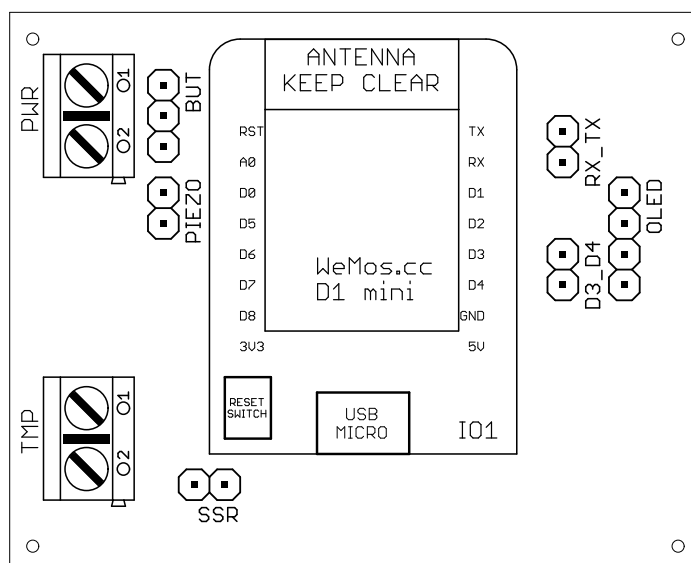 ANTENNA
KEEP CLEAR
PWR
O1
O2
BUT
PIEZO
RST
A0
D0
D5
D6
D7
D8
3V3
TX
RX
D1
D2
D3
D4
GND
5V
WeMos.cc
D1 mini
RX_TX
OLED
D3_D4
TMP
O1
O2
RESET
SWITCH
USB
MICRO
IO1
SSR